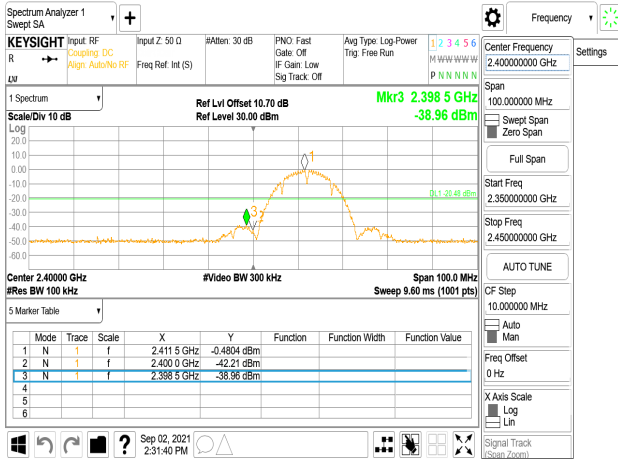 Spectrum Analyzer 1
Swept SA
Frequency
KEYSIGHT Input: RF Input Z: 50 Ω #Atten: 30 dB PNO: Fast Avg Type: Log-Power 1 2 3 4 5 6
R Coupling: DC Gate: Off Trig: Free Run M W W W W W
Align: Auto/No RF Freq Ref: Int (S) IF Gain: Low
Sig Track: Off P N N N N N
LXI
1 Spectrum
Ref Lvl Offset 10.70 dB
Mkr3 2.398 5 GHz
Scale/Div 10 dB
Ref Level 30.00 dBm
-38.96 dBm
Log
20.0
10.0
0.00
-10.0
-20.0
-30.0
-40.0
-50.0
-60.0
1
DL1 -20.48 dBm
3
2
Center 2.40000 GHz #Video BW 300 kHz Span 100.0 MHz
#Res BW 100 kHz Sweep 9.60 ms (1001 pts)
5 Marker Table
Mode Trace Scale X Y Function Function Width Function Value
1 N 1 f 2.411 5 GHz -0.4804 dBm
2 N 1 f 2.400 0 GHz -42.21 dBm
3 N 1 f 2.398 5 GHz -38.96 dBm
4
5
6
?
Sep 02, 2021
2:31:40 PM
Center Frequency
2.400000000 GHz
Settings
Span
100.000000 MHz
Swept Span
Zero Span
Full Span
Start Freq
2.350000000 GHz
Stop Freq
2.450000000 GHz
AUTO TUNE
CF Step
10.000000 MHz
Auto
Man
Freq Offset
0 Hz
X Axis Scale
Log
Lin
Signal Track
(Span Zoom)